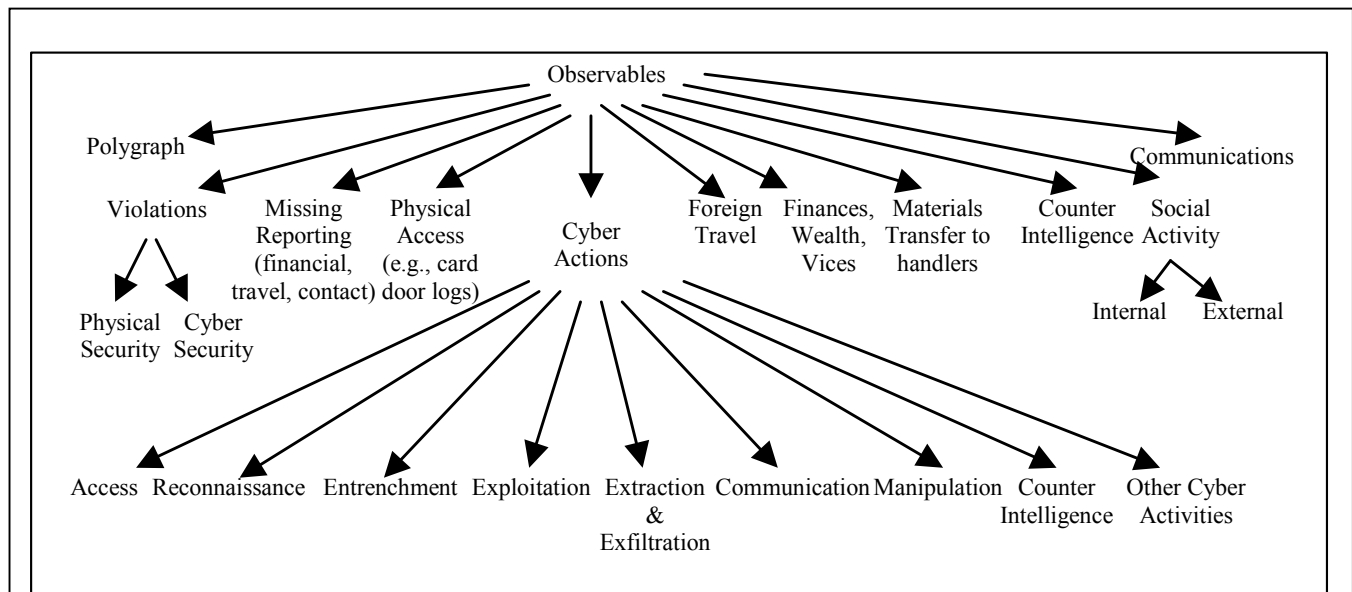 Observables
Polygraph
Communications
Violations
Missing
Reporting
(financial,
travel, contact)
Physical
Access
(e.g., card
door logs)
Cyber
Actions
Foreign
Travel
Finances,
Wealth,
Vices
Materials
Transfer to
handlers
Counter
Intelligence
Social
Activity
Physical
Security
Cyber
Security
Internal
External
Access
Reconnaissance
Entrenchment
Exploitation
Extraction
&
Exfiltration
Communication
Manipulation
Counter
Intelligence
Other Cyber
Activities